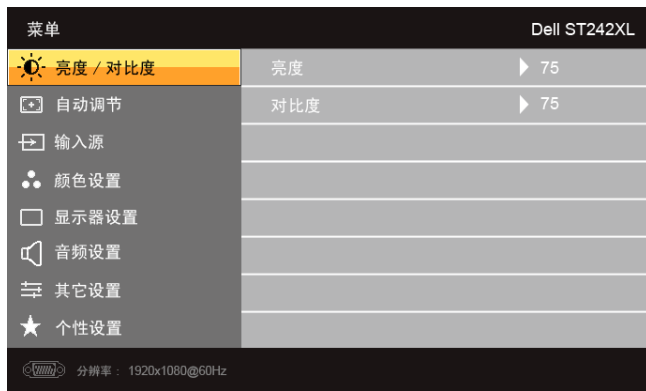 菜单 Dell ST242XL
亮度 / 对比度 亮度 75
自动调节 对比度 75
输入源
颜色设置
显示器设置
音频设置
其它设置
个性设置
分辨率： 1920x1080@60Hz